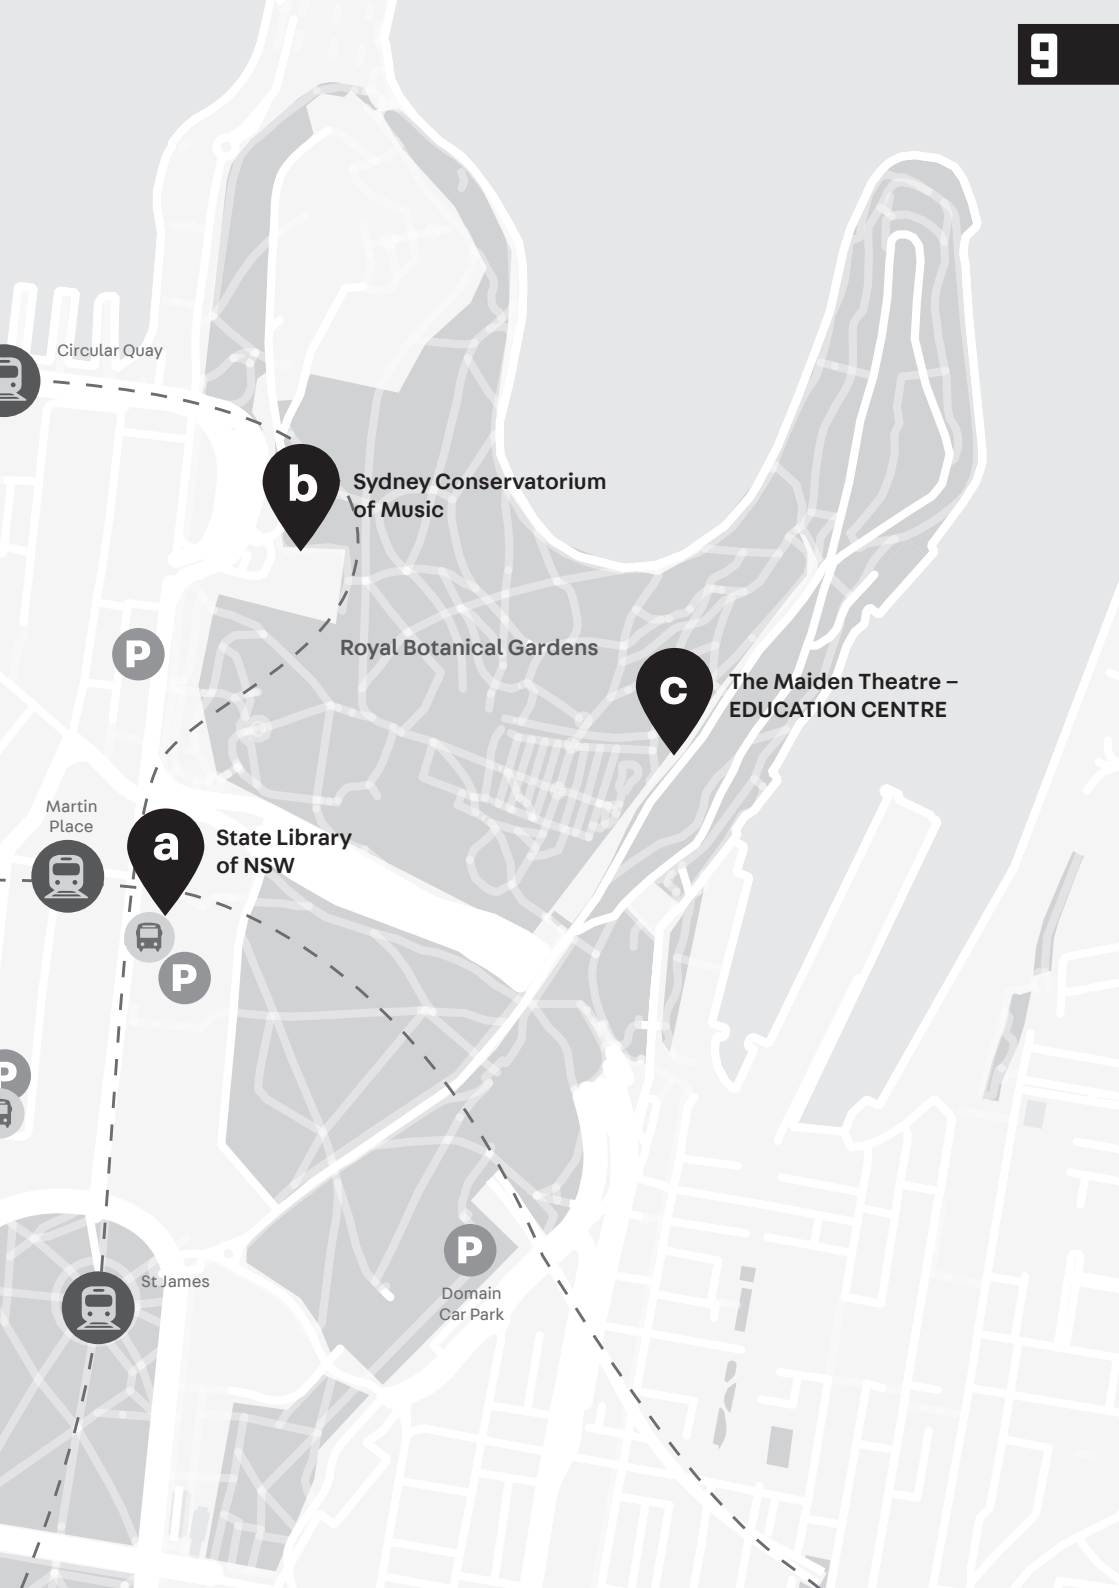 9
Circular Quay
b
Sydney Conservatorium
of Music
P
Royal Botanical Gardens
c
The Maiden Theatre –
EDUCATION CENTRE
Martin
Place
a
State Library
of NSW
P
P
St James
P
Domain
Car Park